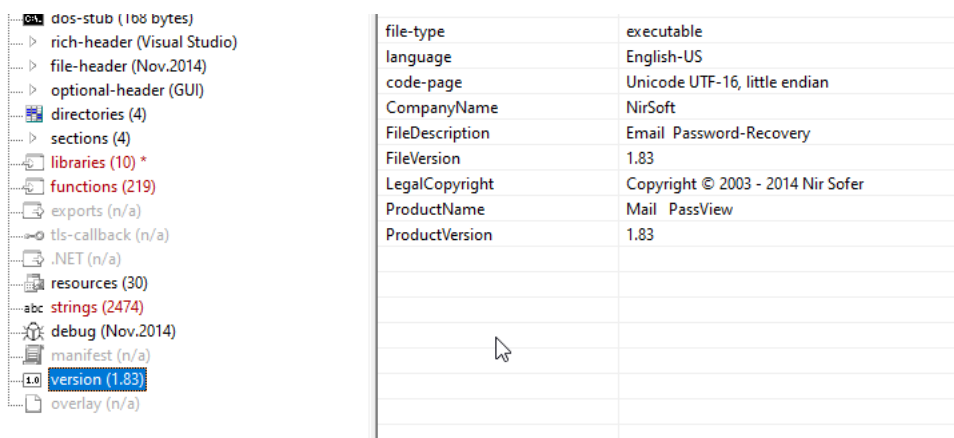 dos-stub (168 bytes)
rich-header (Visual Studio)
file-header (Nov.2014)
optional-header (GUI)
directories (4)
sections (4)
libraries (10) *
functions (219)
exports (n/a)
tls-callback (n/a)
.NET (n/a)
resources (30)
abc strings (2474)
debug (Nov.2014)
manifest (n/a)
1.0 version (1.83)
overlay (n/a)
file-type executable
language English-US
code-page Unicode UTF-16, little endian
CompanyName NirSoft
FileDescription Email Password-Recovery
FileVersion 1.83
LegalCopyright Copyright © 2003 - 2014 Nir Sofer
ProductName Mail PassView
ProductVersion 1.83